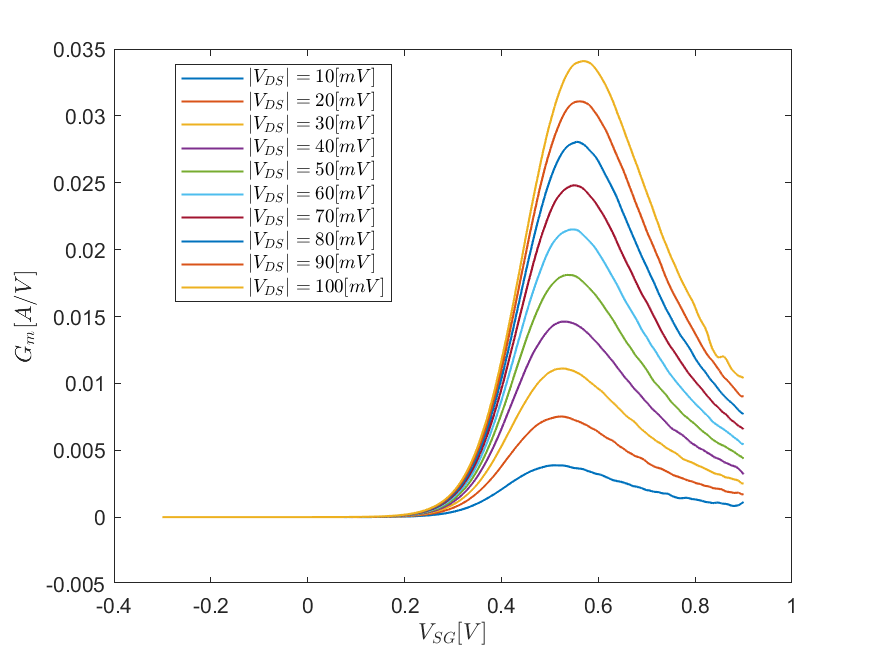 0.035
0.03
0.025
0.02
0.015
0.01
0.005
0
-0.005
G_m[A/V]
|V_{DS}| = 10[mV]
|V_{DS}| = 20[mV]
|V_{DS}| = 30[mV]
|V_{DS}| = 40[mV]
|V_{DS}| = 50[mV]
|V_{DS}| = 60[mV]
|V_{DS}| = 70[mV]
|V_{DS}| = 80[mV]
|V_{DS}| = 90[mV]
|V_{DS}| = 100[mV]
-0.4 -0.2 0 0.2 0.4 0.6 0.8 1
V_{SG}[V]